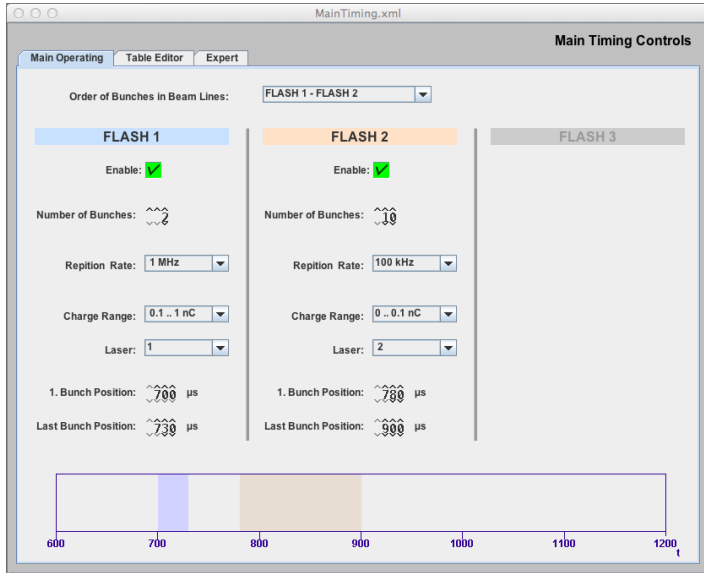 MainTiming.xml
Main Timing Controls
Main Operating Table Editor Expert
Order of Bunches in Beam Lines: FLASH 1 - FLASH 2
FLASH 1 FLASH 2 FLASH 3
Enable: Enable:
Number of Bunches: 2 Number of Bunches: 10
Repition Rate: 1 MHz Repition Rate: 100 kHz
Charge Range: 0.1 .. 1 nC Charge Range: 0 .. 0.1 nC
Laser: 1 Laser: 2
1. Bunch Position: 700 µs 1. Bunch Position: 780 µs
Last Bunch Position: 730 µs Last Bunch Position: 900 µs
600 700 800 900 1000 1100 1200
t